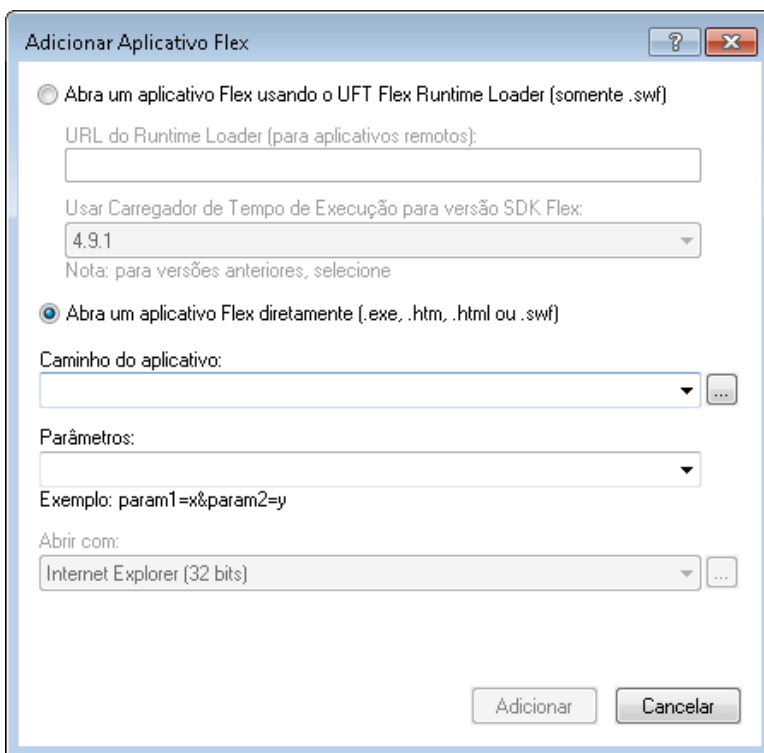 Adicionar Aplicativo Flex
Abra um aplicativo Flex usando o UFT Flex Runtime Loader (somente .swf)
URL do Runtime Loader (para aplicativos remotos):
Usar Carregador de Tempo de Execução para versão SDK Flex:
4.9.1
Nota: para versões anteriores, selecione
Abra um aplicativo Flex diretamente (.exe, .htm, .html ou .swf)
Caminho do aplicativo:
...
Parâmetros:
Exemplo: param1=x&param2=y
Abrir com:
Internet Explorer (32 bits)
...
Adicionar
Cancelar